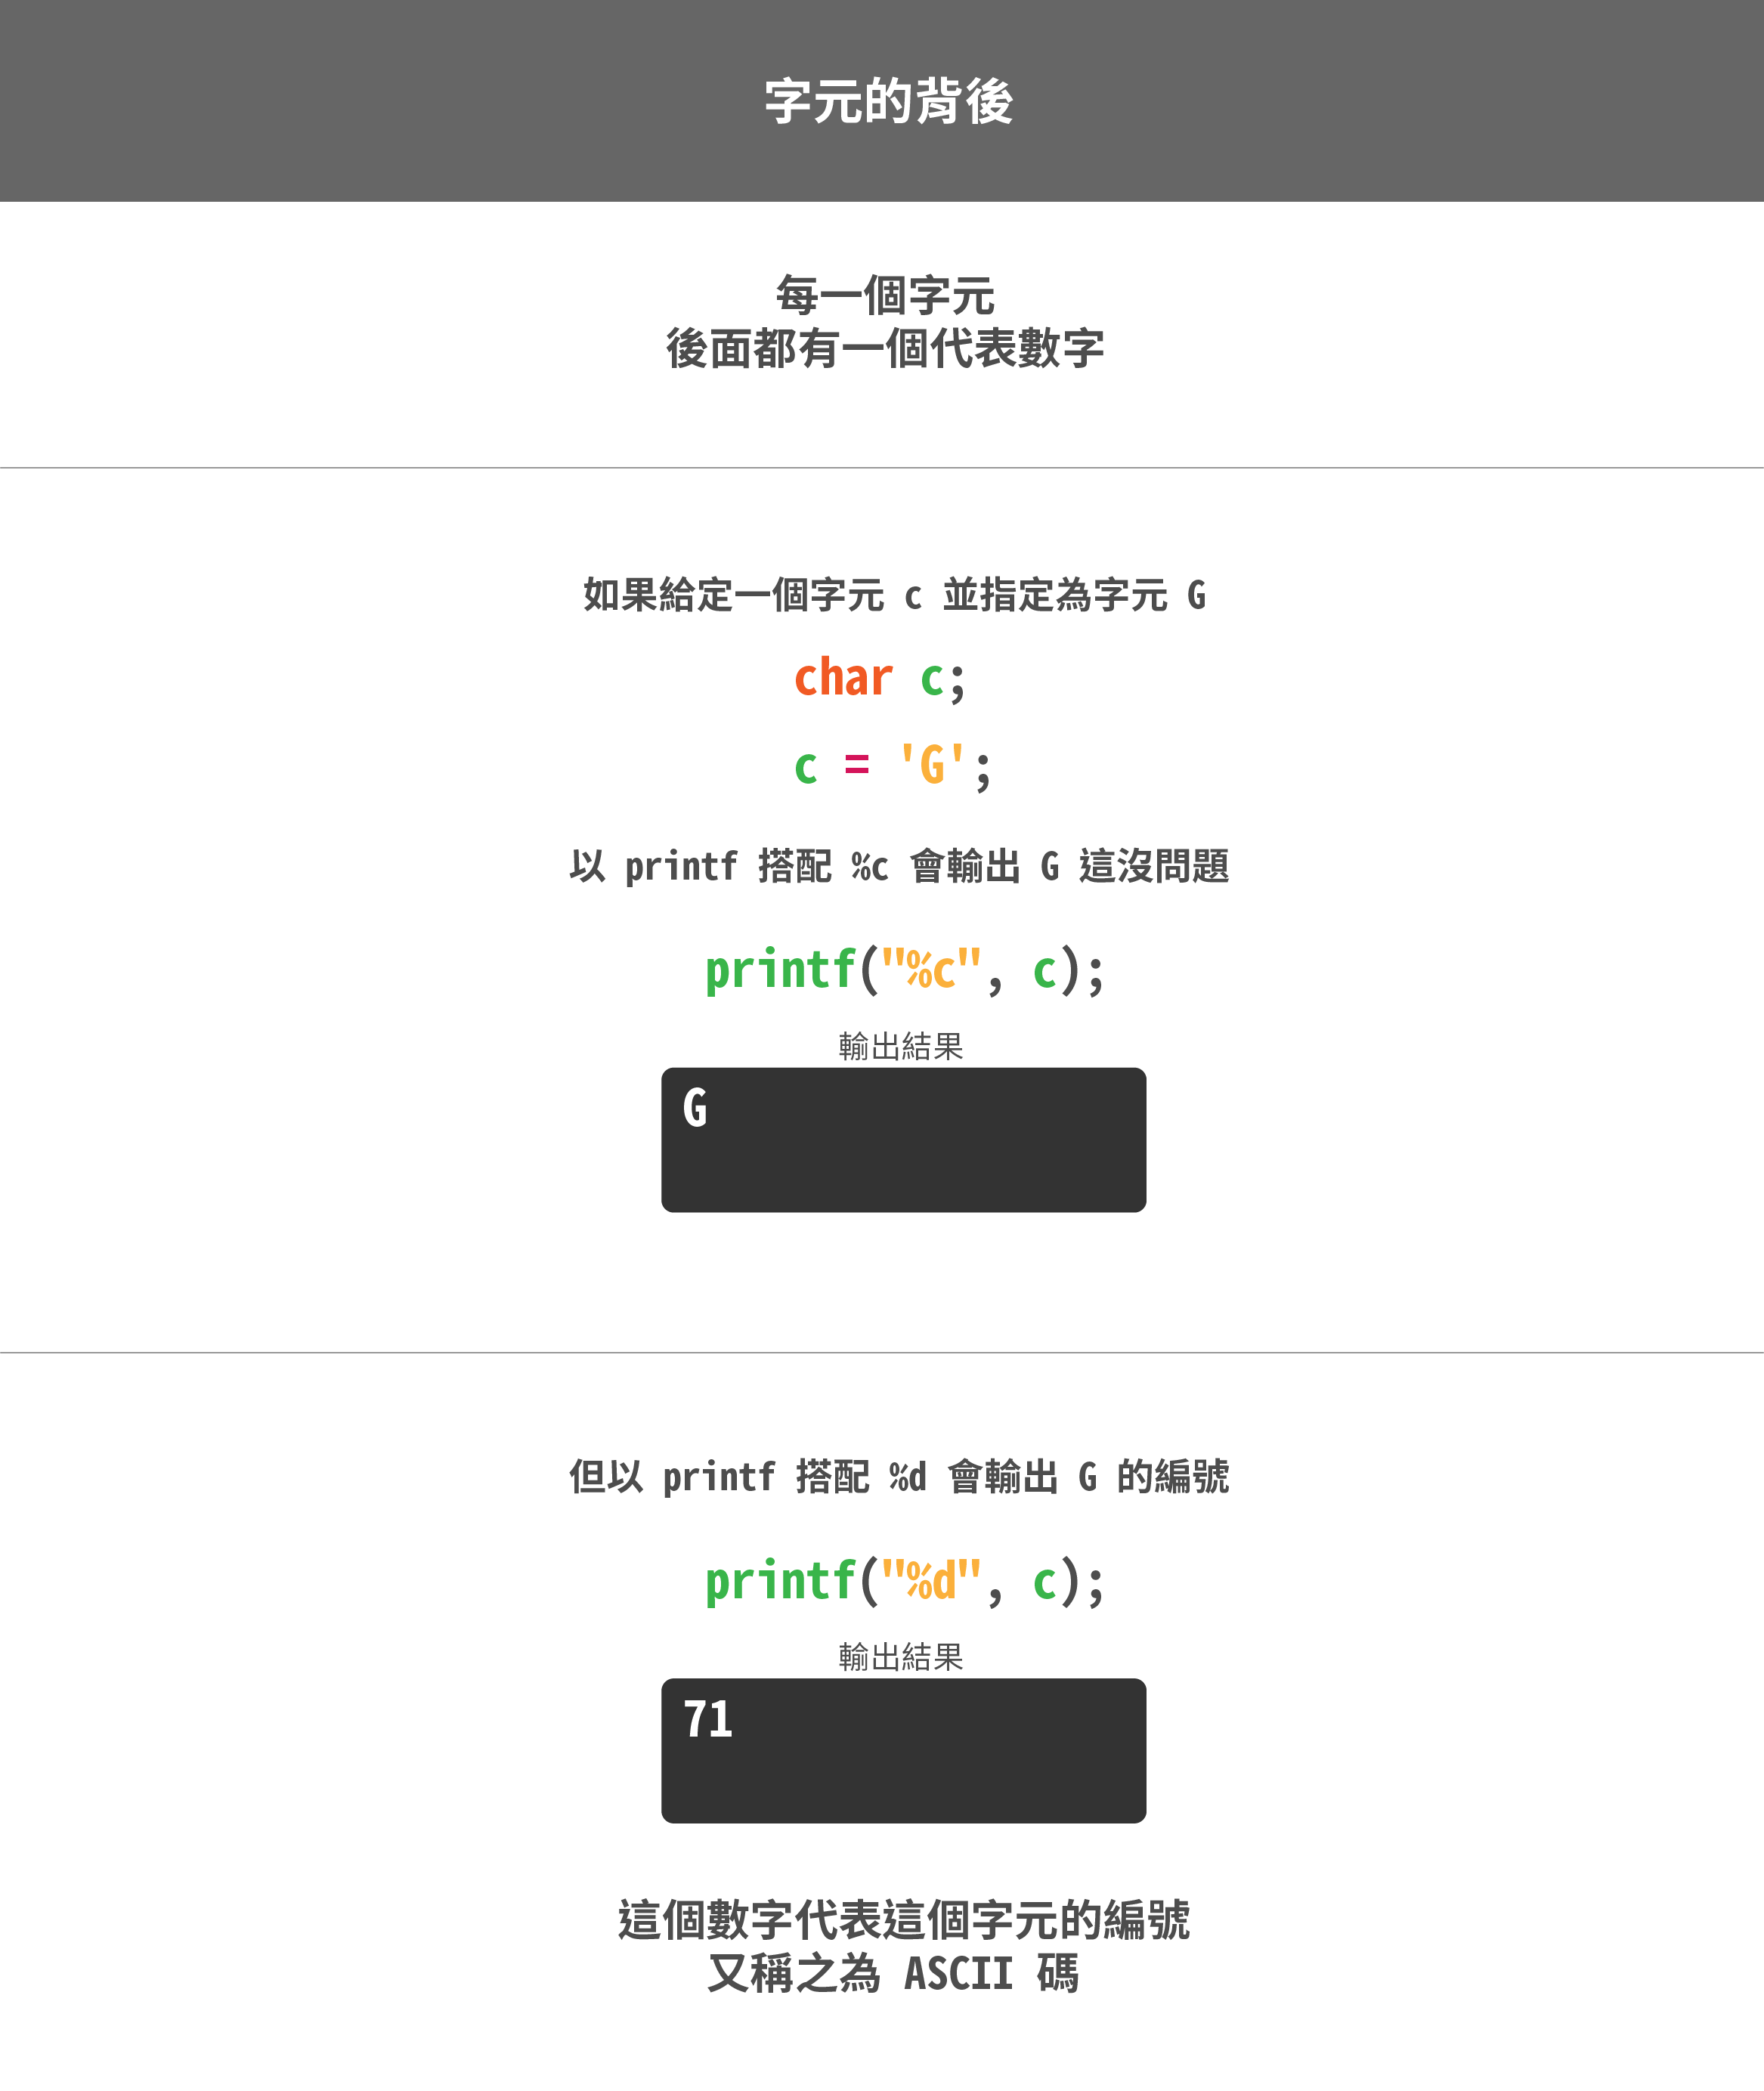 字元的背後
每一個字元
後面都有一個代表數字
如果給定一個字元 c 並指定為字元 G
char c;
c = 'G';
以 printf 搭配 %c 會輸出 G 這沒問題
printf("%c", c);
輸出結果
G
但以 printf 搭配 %d 會輸出 G 的編號
printf("%d", c);
輸出結果
71
這個數字代表這個字元的編號
又稱之為 ASCII 碼